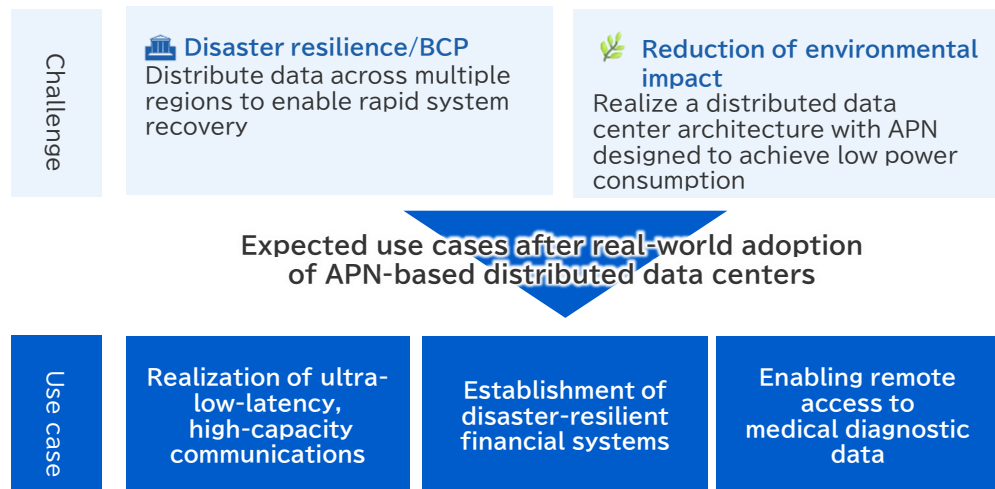 Challenge
Disaster resilience/BCP
Distribute data across multiple
regions to enable rapid system
recovery
Reduction of environmental
impact
Realize a distributed data
center architecture with APN
designed to achieve low power
consumption
Expected use cases after real-world adoption
of APN-based distributed data centers
Use case
Realization of ultra-
low-latency,
high-capacity
communications
Establishment of
disaster-resilient
financial systems
Enabling remote
access to
medical diagnostic
data